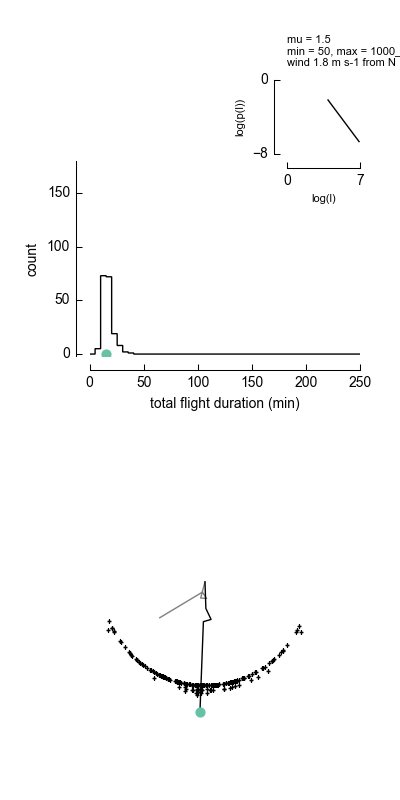 mu = 1.5
min = 50, max = 1000_
wind 1.8 m s-1 from N
0
log(p(l))
−8
0 7
log(l)
150
100
count
50
0
0 50 100 150 200 250
total flight duration (min)